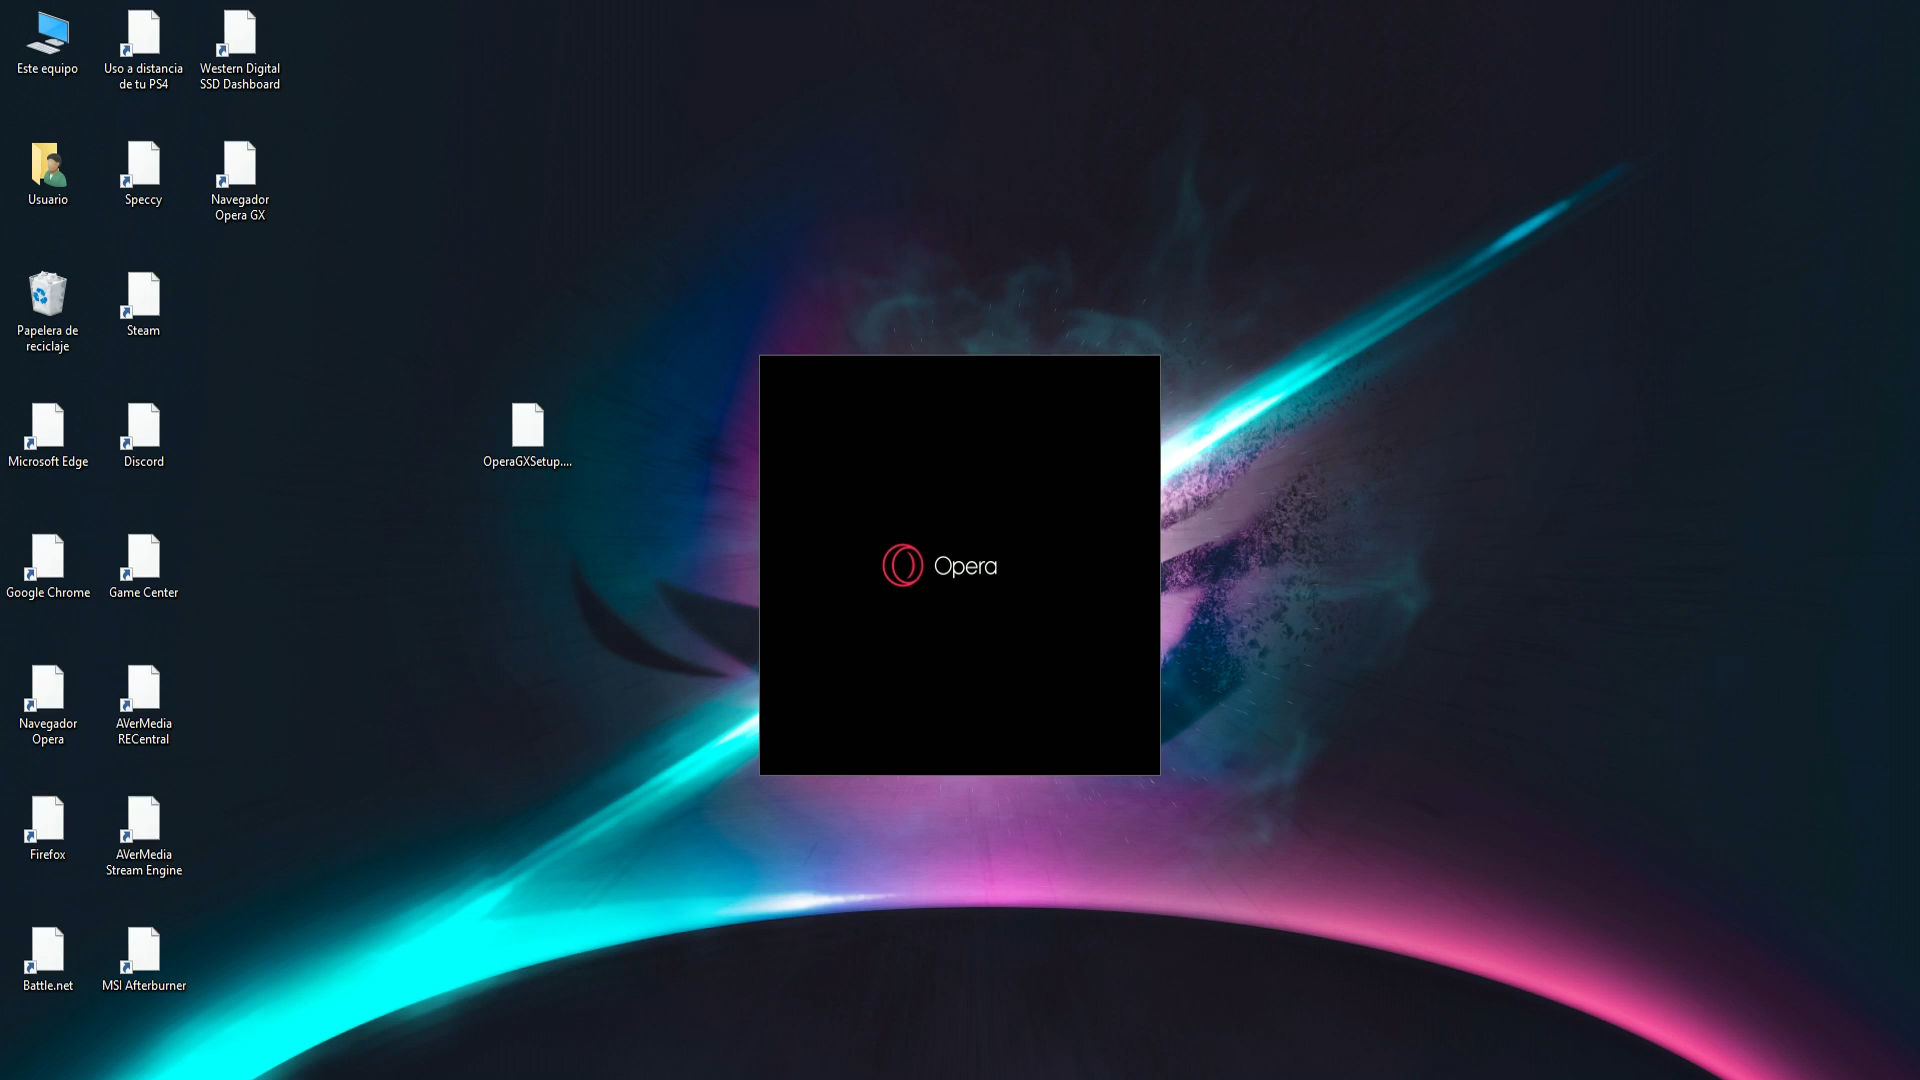 Este equipo
Uso a distancia
de tu PS4
Western Digital
SSD Dashboard
Usuario
Speccy
Navegador
Opera GX
Papelera de
reciclaje
Steam
Microsoft Edge
Discord
OperaGXSetup....
Google Chrome
Game Center
Opera
Navegador
Opera
AVerMedia
RECentral
Firefox
AVerMedia
Stream Engine
Battle.net
MSI Afterburner